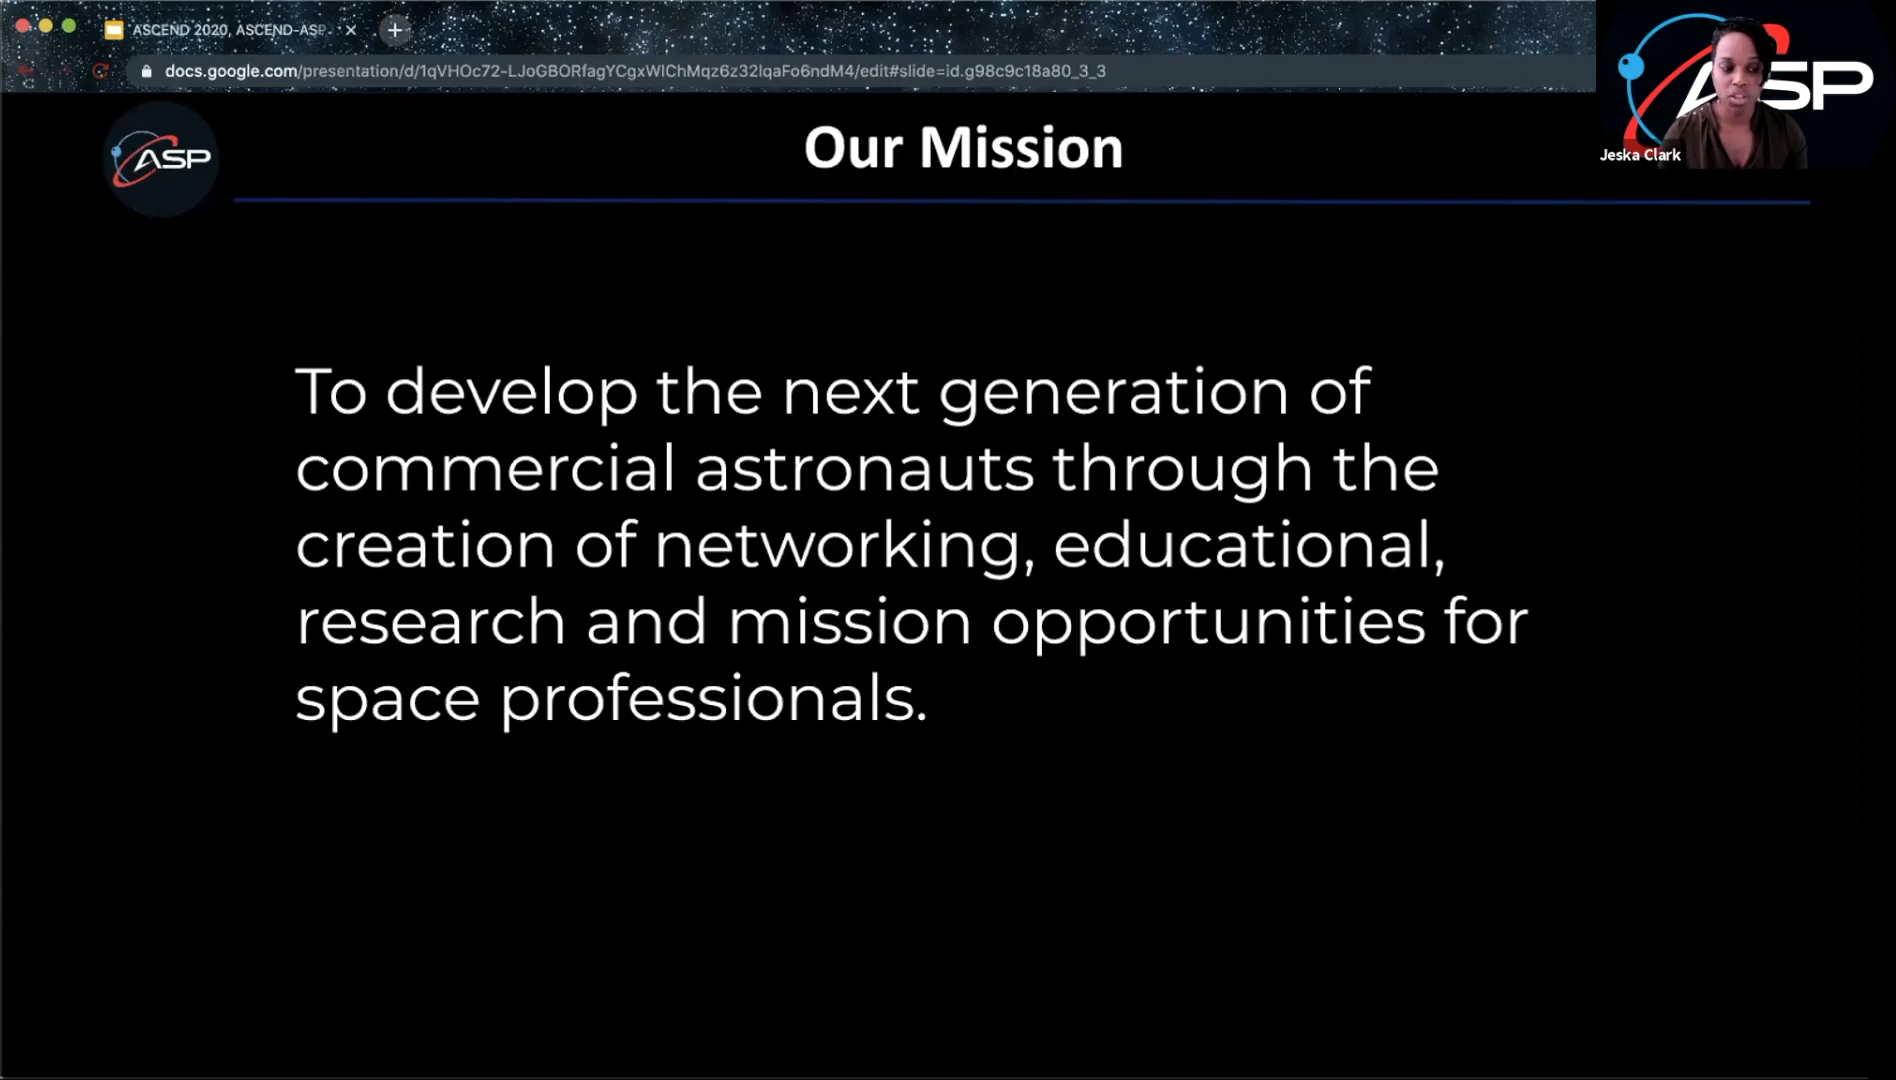 ASCEND 2020, ASCEND-ASP
docs.google.com/presentation/d/1qVHOc72-LJoGBORfagYCgxWlChMqz6z32lqaFo6ndM4/edit#slide=id.g98c9c18a80_3_3
ASP
Jeska Clark
ASP
Our Mission
To develop the next generation of
commercial astronauts through the
creation of networking, educational,
research and mission opportunities for
space professionals.